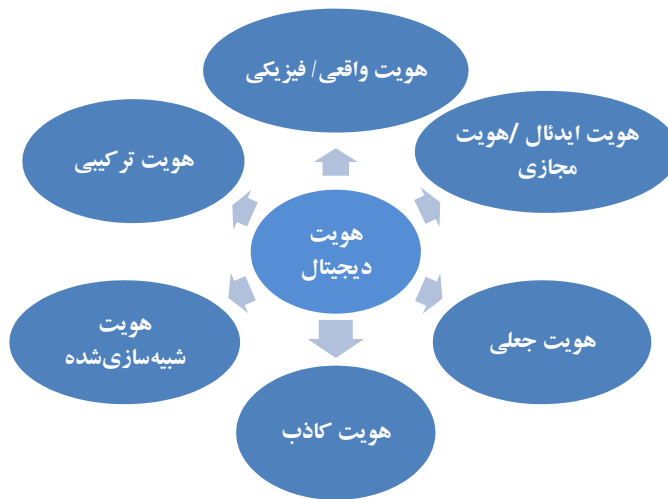 هویت واقعی/ فیزیکی
هویت ایدئال /هویت
مجازی
هویت ترکیبی
هویت
دیجیتال
هویت
شبیه‌سازی‌شده
هویت جعلی
هویت کاذب